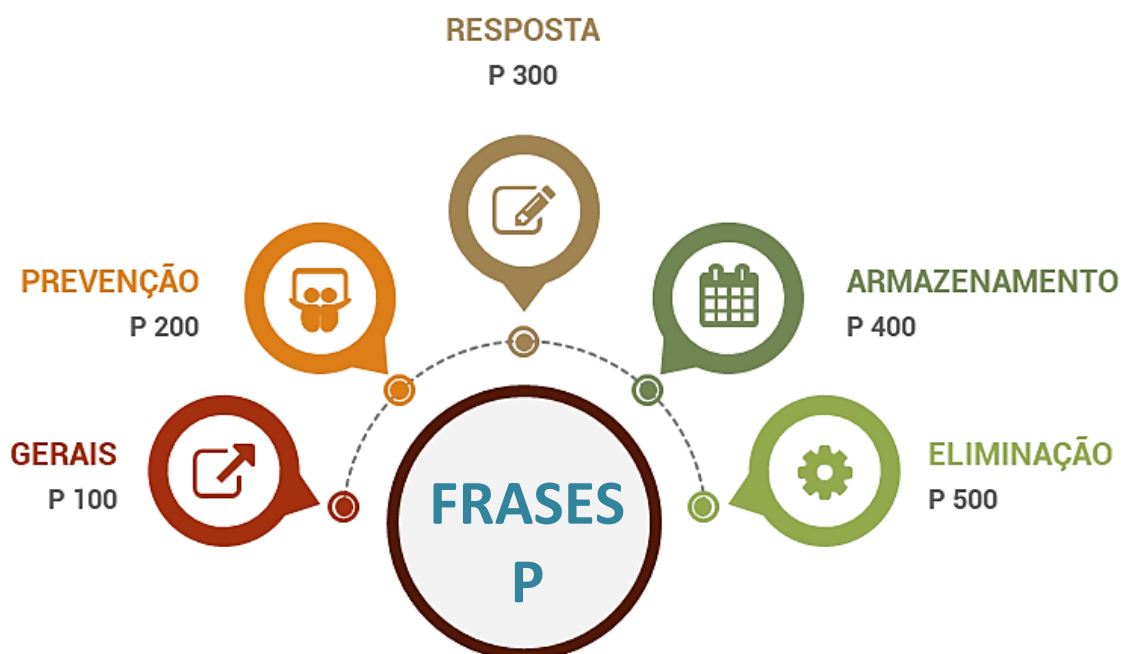 RESPOSTA
P 300
PREVENÇÃO
P 200
ARMAZENAMENTO
P 400
GERAIS
P 100
ELIMINAÇÃO
P 500
FRASES
P